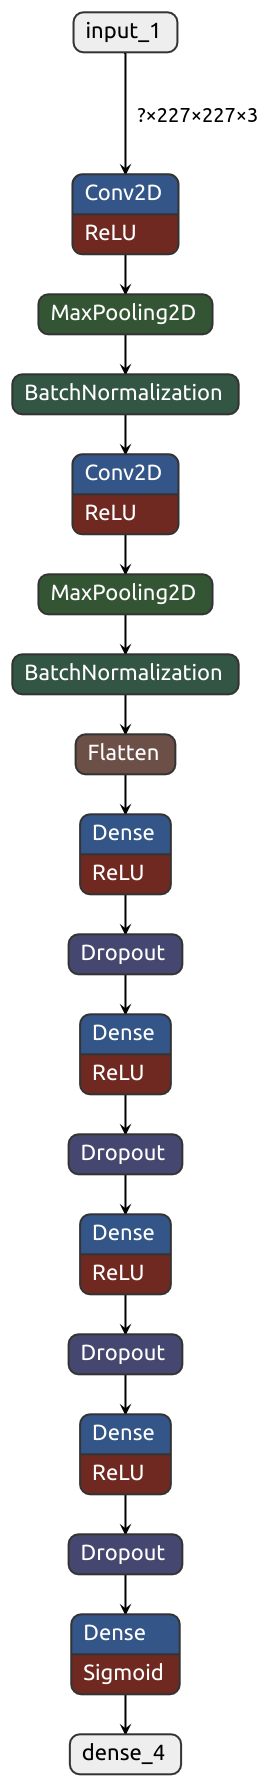 input_1
?×227×227×3
Conv2D
ReLU
MaxPooling2D
BatchNormalization
Conv2D
ReLU
MaxPooling2D
BatchNormalization
Flatten
Dense
ReLU
Dropout
Dense
ReLU
Dropout
Dense
ReLU
Dropout
Dense
ReLU
Dropout
Dense
Sigmoid
dense_4